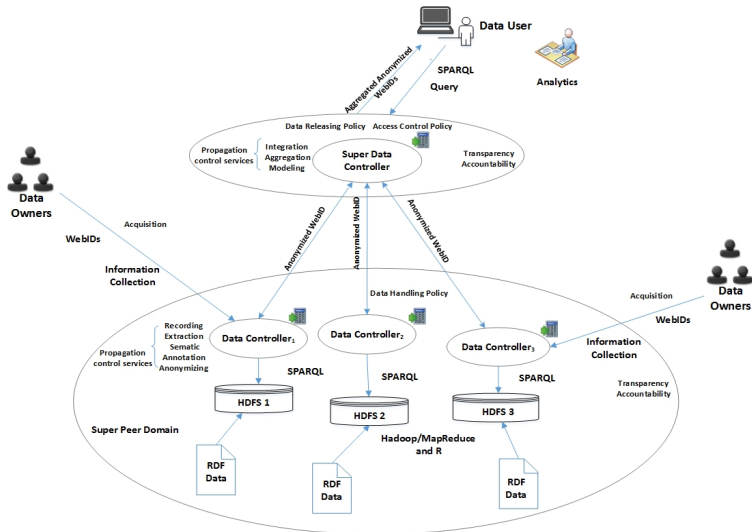 Data User
SPARQL
Query
Analytics
Aggregated Anonymized
WebIDs
Data Releasing Policy
Access Control Policy
Propagation
control services
Integration
Aggregation
Modeling
Super Data
Controller
Transparency
Accountability
Data
Owners
WebIDs
Acquisition
Information
Collection
Anonymized WebID
Anonymized WebID
Anonymized WebID
Data
Owners
Acquisition
WebIDs
Information
Collection
Data Handling Policy
Propagation
control services
Recording
Extraction
Sematic
Annotation
Anonymizing
Data Controller₁
Data Controller₂
Data Controller₃
SPARQL
SPARQL
SPARQL
HDFS 1
HDFS 2
HDFS 3
Transparency
Accountability
Super Peer Domain
Hadoop/MapReduce
and R
RDF
Data
RDF
Data
RDF
Data